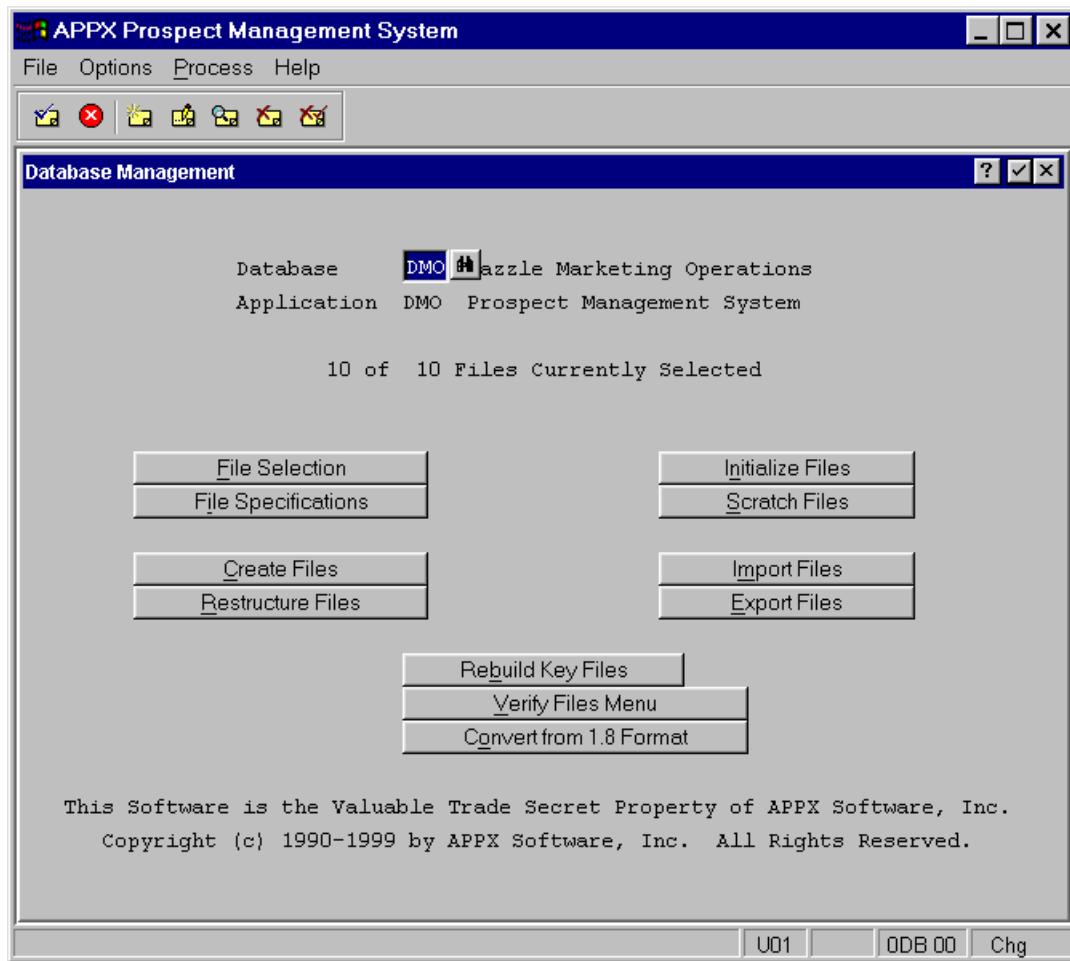 APPX Prospect Management System
File Options Process Help
Database Management
Database DMO azzle Marketing Operations
Application DMO Prospect Management System
10 of 10 Files Currently Selected
File Selection Initialize Files
File Specifications Scratch Files
Create Files Import Files
Restructure Files Export Files
Rebuild Key Files
Verify Files Menu
Convert from 1.8 Format
This Software is the Valuable Trade Secret Property of APPX Software, Inc.
Copyright (c) 1990-1999 by APPX Software, Inc. All Rights Reserved.
U01 0DB 00 Chg